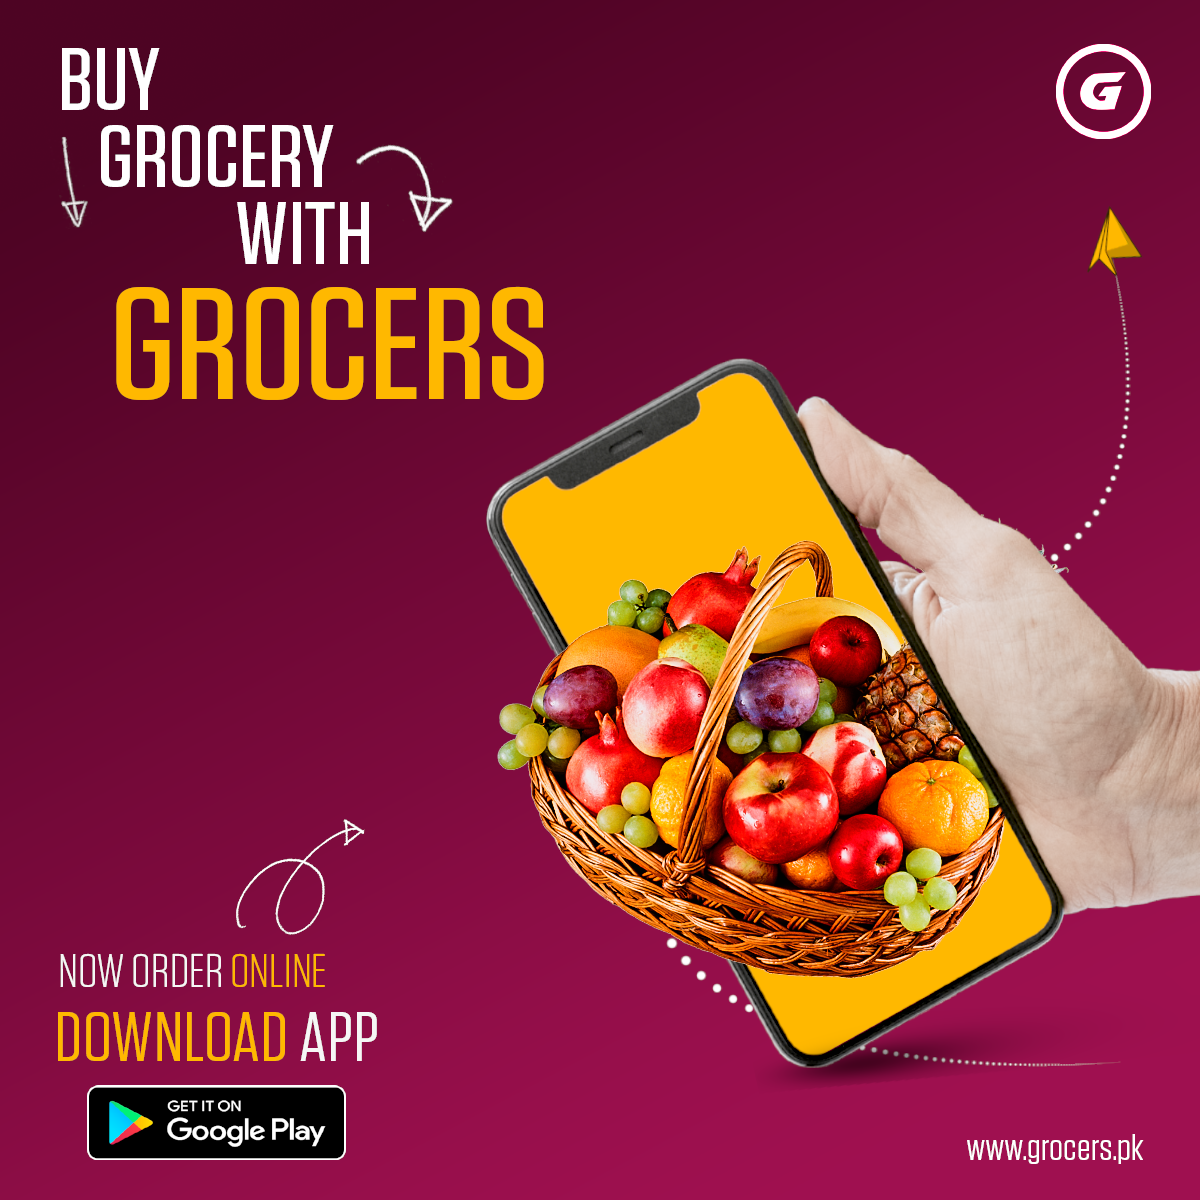 BUY
GROCERY
WITH
GROCERS
G
NOW ORDER ONLINE
DOWNLOAD APP
GET IT ON
Google Play
www.grocers.pk